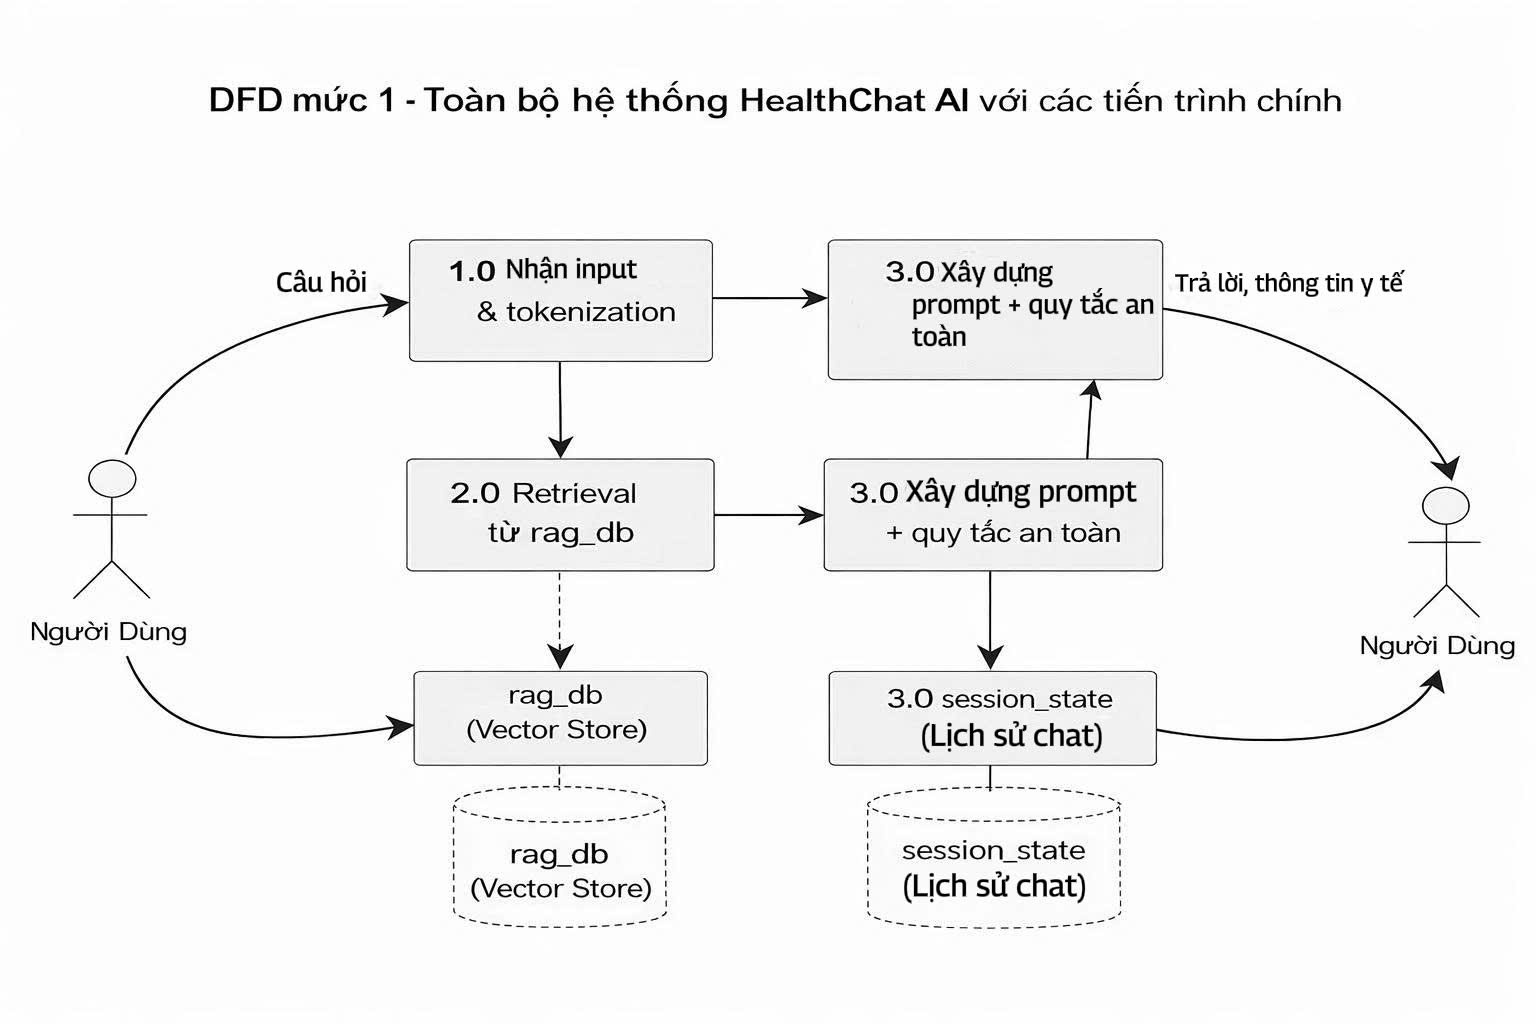 DFD mức 1 - Toàn bộ hệ thống HealthChat AI với các tiến trình chính
Câu hỏi
1.0 Nhận input
& tokenization
3.0 Xây dựng
prompt + quy tắc an
toàn
Trả lời, thông tin y tế
2.0 Retrieval
từ rag_db
3.0 Xây dựng prompt
+ quy tắc an toàn
Người Dùng
Người Dùng
rag_db
(Vector Store)
3.0 session_state
(Lịch sử chat)
rag_db
(Vector Store)
session_state
(Lịch sử chat)